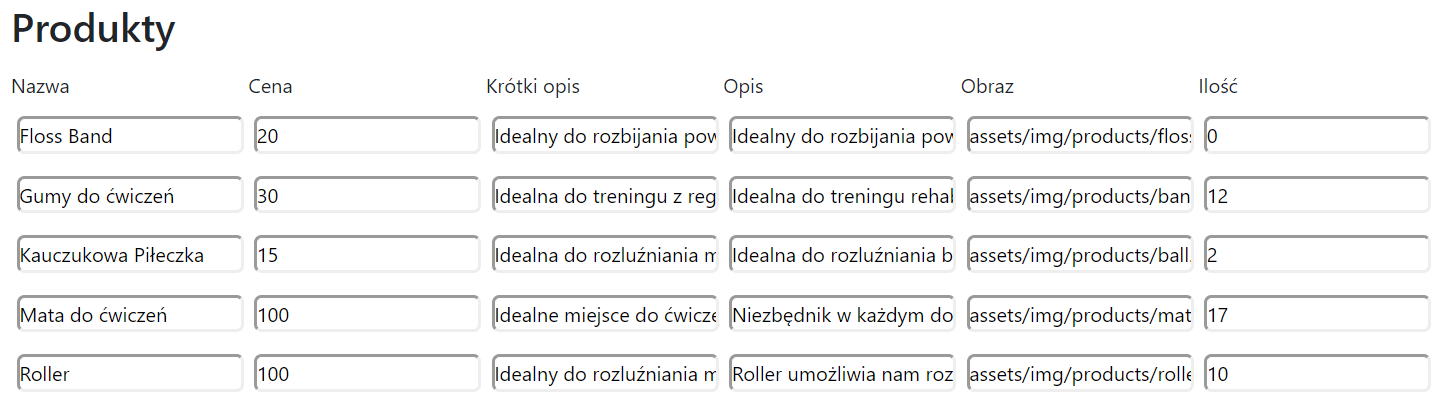 Produkty
Nazwa Cena Krótki opis Opis Obraz Ilość
Floss Band 20 Idealny do rozbijania pow Idealny do rozbijania pow assets/img/products/flos 0
Gumy do ćwiczeń 30 Idealna do treningu z reg Idealna do treningu rehab assets/img/products/ban 12
Kauczukowa Piłeczka 15 Idealna do rozluźniania m Idealna do rozluźniania b assets/img/products/ball. 2
Mata do ćwiczeń 100 Idealne miejsce do ćwicze Niezbędnik w każdym do assets/img/products/mat 17
Roller 100 Idealny do rozluźniania m Roller umożliwia nam roz assets/img/products/rolle 10